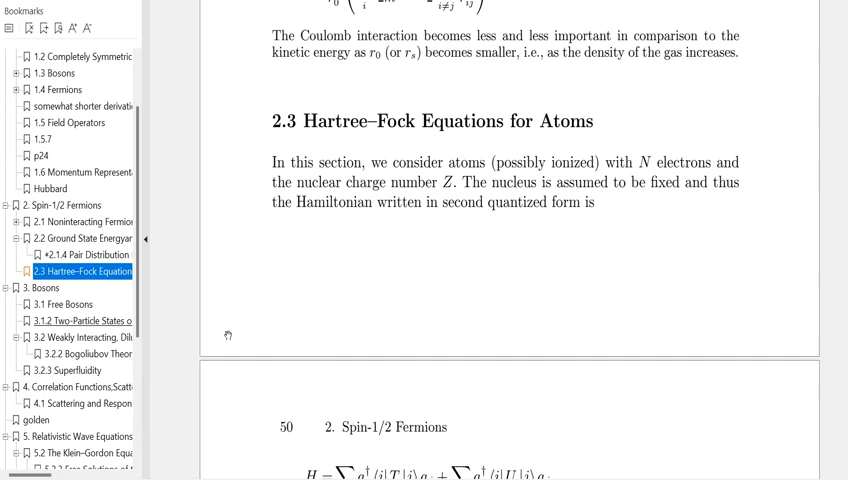 Bookmarks
1.2 Completely Symmetric
1.3 Bosons
1.4 Fermions
somewhat shorter derivati
1.5 Field Operators
1.5.7
p24
1.6 Momentum Represent
Hubbard
2. Spin-1/2 Fermions
2.1 Noninteracting Fermio
2.2 Ground State Energyar
*2.1.4 Pair Distribution
2.3 Hartree–Fock Equation
3. Bosons
3.1 Free Bosons
3.1.2 Two-Particle States o
3.2 Weakly Interacting, Dilu
3.2.2 Bogoliubov Theor
3.2.3 Superfluidity
4. Correlation Functions,Scatt
4.1 Scattering and Respon
golden
5. Relativistic Wave Equations
5.2 The Klein–Gordon Equa
The Coulomb interaction becomes less and less important in comparison to the
kinetic energy as r₀ (or rₛ) becomes smaller, i.e., as the density of the gas increases.
2.3 Hartree–Fock Equations for Atoms
In this section, we consider atoms (possibly ionized) with N electrons and
the nuclear charge number Z. The nucleus is assumed to be fixed and thus
the Hamiltonian written in second quantized form is
50 2. Spin-1/2 Fermions